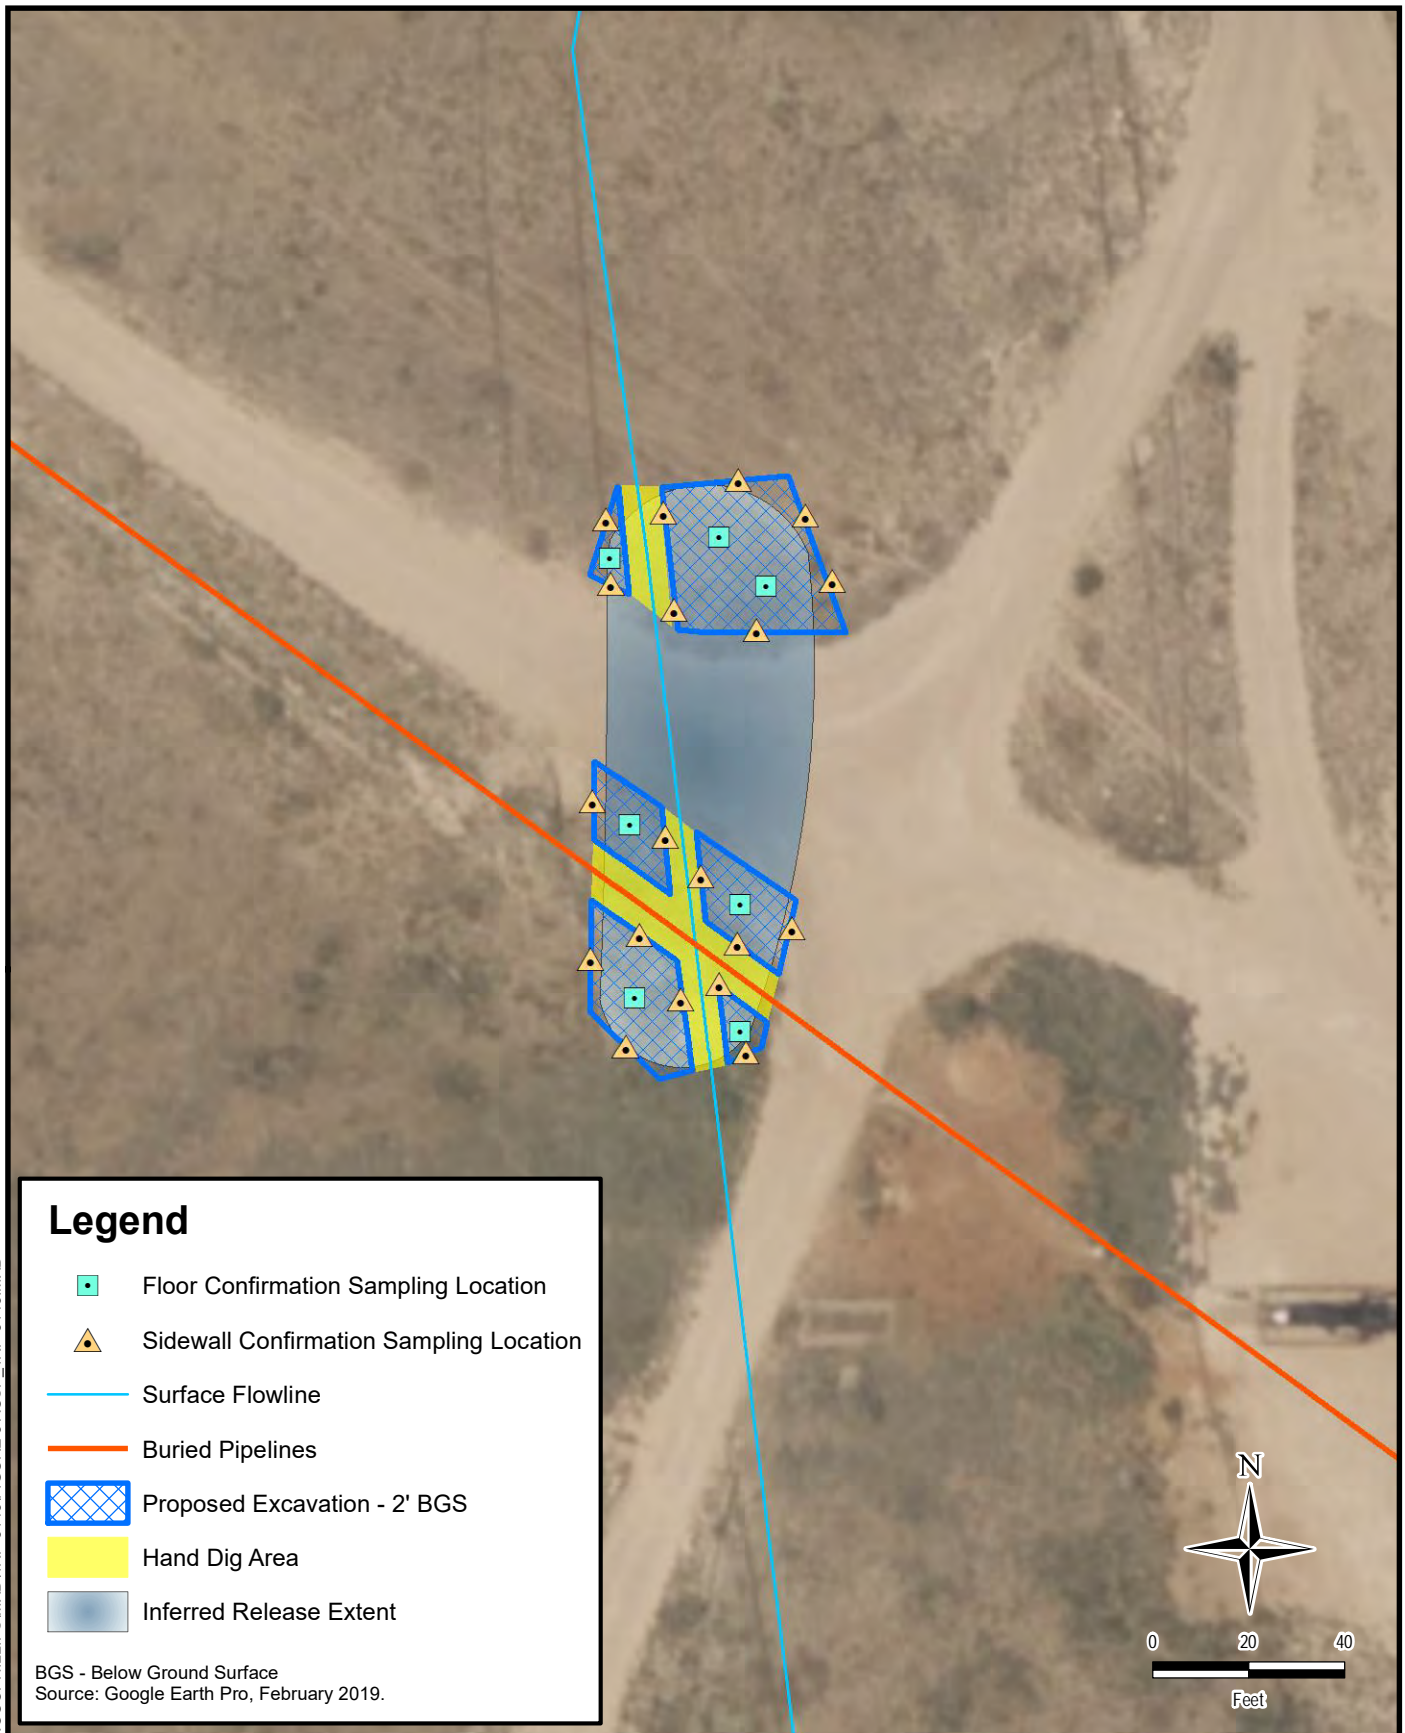 Legend
Floor Confirmation Sampling Location
Sidewall Confirmation Sampling Location
Surface Flowline
Buried Pipelines
Proposed Excavation - 2' BGS
Hand Dig Area
Inferred Release Extent
BGS - Below Ground Surface
Source: Google Earth Pro, February 2019.
N
0 20 40
Feet